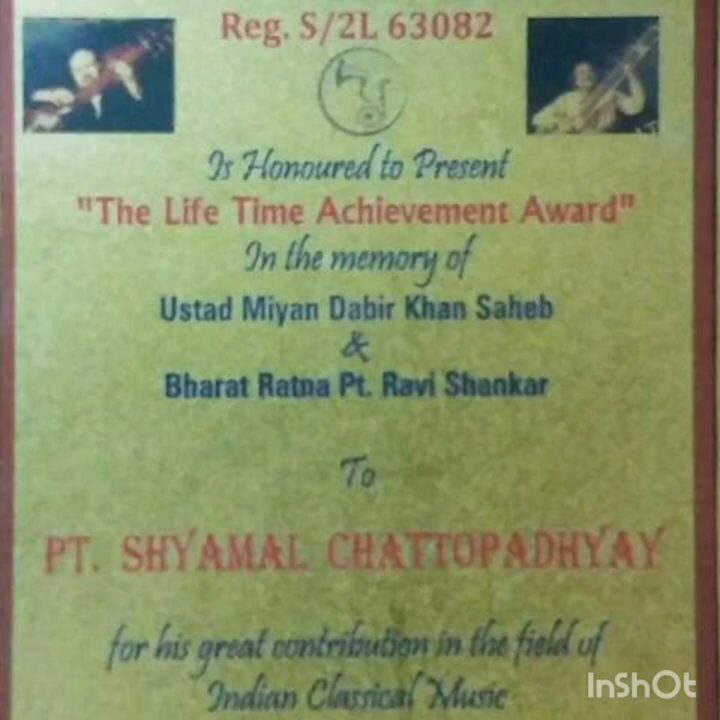 Reg. S/2L 63082
Is Honoured to Present
"The Life Time Achievement Award"
In the memory of
Ustad Miyan Dabir Khan Saheb
&
Bharat Ratna Pt. Ravi Shankar
To
PT. SHYAMAL CHATTOPADHYAY
for his great contribution in the field of
Indian Classical Music
InShOt